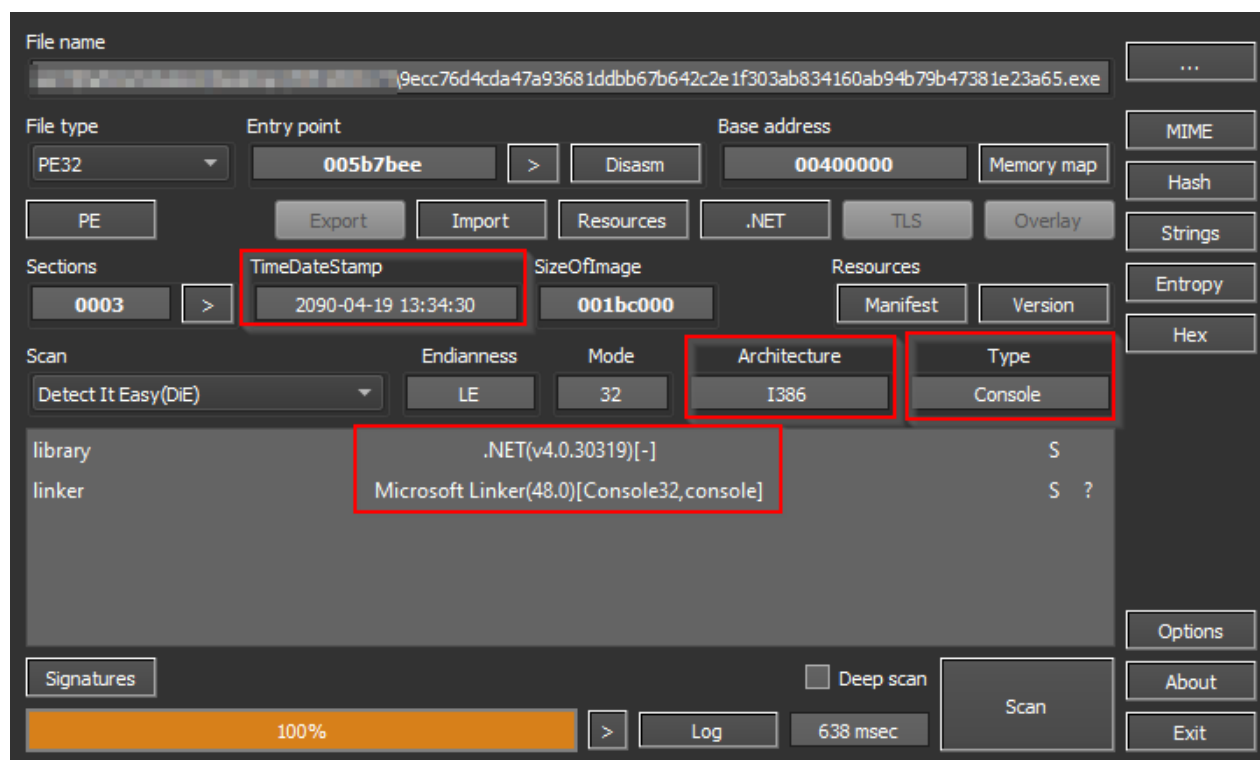 File name
\9ecc76d4cda47a93681ddbb67b642c2e1f303ab834160ab94b79b47381e23a65.exe
...
File type Entry point Base address MIME
PE32 005b7bee > Disasm 00400000 Memory map
Hash
PE Export Import Resources .NET TLS Overlay
Strings
Sections TimeDateStamp SizeOfImage Resources
Entropy
0003 > 2090-04-19 13:34:30 001bc000 Manifest Version
Hex
Scan Endianness Mode Architecture Type
Detect It Easy(DiE) LE 32 I386 Console
library .NET(v4.0.30319)[-] S
linker Microsoft Linker(48.0)[Console32,console] S ?
Options
Signatures Deep scan Scan About
100% > Log 638 msec Exit